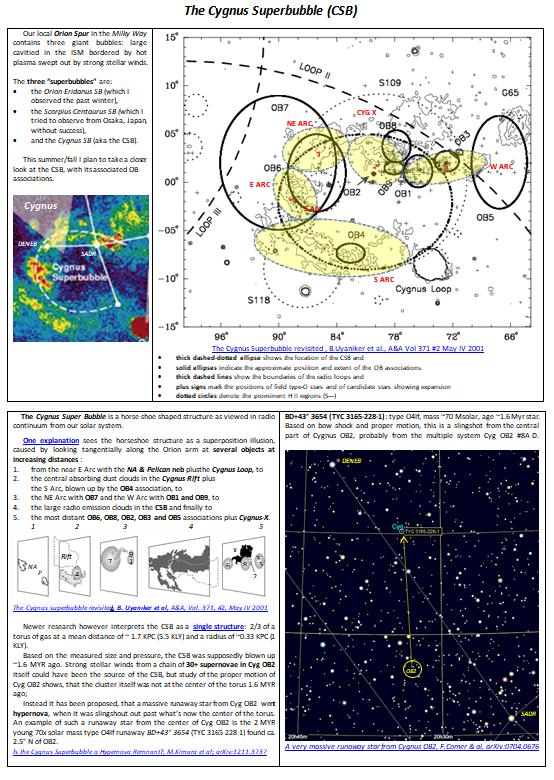 The Cygnus Superbubble (CSB)
Our local Orion Spur in the Milky Way
contains three giant bubbles: large
cavitied in the ISM bordered by hot
plasma swept out by strong stellar winds.
The three "superbubbles" are:
• the Orion Eridanus SB (which I
observed the past winter),
• the Scorpius Centaurus SB (which I
tried to observe from Osaka, Japan,
without success),
• and the Cygnus SB (aka the CSB).
This summer/fall I plan to take a closer
look at the CSB, with its associated OB
associations.
Cygnus
DENEB
SADR
Cygnus
Superbubble
15°
10°
05°
00°
-05°
-10°
-15°
96°
90°
84°
78°
72°
66°
LOOP II
S109
G65
OB7
CYG X
NE ARC
OB8
OB3
W ARC
OB6
E ARC
OB2
OB9
OB1
OB5
LOOP III
OB4
S ARC
Cygnus Loop
S118
The Cygnus Superbubble revisited , B.Uyaniker et al., A&A Vol 371 #2 May IV 2001
• thick dashed-dotted ellipse shows the location of the CSB and
• solid ellipses indicate the approximate position and extent of the OB associations.
• thick dashed lines show the boundaries of the radio loops and
• plus signs mark the positions of field type-O stars and of candidate stars showing expansion
• dotted circles denote the prominent H II regions (S—)
The Cygnus Super Bubble is a horse-shoe shaped structure as viewed in radio
continuum from our solar system.
One explanation sees the horseshoe structure as a superposition illusion,
caused by looking tangentially along the Orion arm at several objects at
increasing distances :
1. from the near E Arc with the NA & Pelican neb plus the Cygnus Loop, to
2. the central absorbing dust clouds in the Cygnus Rift plus
the S Arc, blown up by the OB4 association, to
3. the NE Arc with OB7 and the W Arc with OB1 and OB9, to
4. the large radio emission clouds in the CSB and finally to
5. the most distant OB6, OB8, OB2, OB3 and OB5 associations plus Cygnus-X.
1 2 3 4 5
NA
P
Rift
4
7
9
1
X
8
6
3
5
2
The Cygnus superbubble revisited, B. Uyaniker et al, A&A, Vol. 371, #2, May IV 2001
Newer research however interprets the CSB as a single structure: 2/3 of a
torus of gas at a mean distance of ~ 1.7 KPC (5.5 KLY) and a radius of ~0.33 KPC (1
KLY).
Based on the measured size and pressure, the CSB was supposedly blown up
~1.6 MYR ago. Strong stellar winds from a chain of 30+ supernovae in Cyg OB2
itself could have been the source of the CSB, but study of the proper motion of
Cyg OB2 shows, that the cluster itself was not at the center of the torus 1.6 MYR
ago;
Instead it has been proposed, that a massive runaway star from Cyg OB2 went
hypernova, when it was slingshot out past what's now the center of the torus.
An example of such a runaway star from the center of Cyg OB2 is the 2 MYR
young 70x solar mass type O4If runaway BD+43° 3654 (TYC 3165-228-1) found ca.
2.5° N of OB2.
Is the Cygnus Superbubble a Hypernova Remnant?, M.Kimura et al; arXiv:1211.3737
BD+43° 3654 (TYC 3165-228-1): type O4If, mass ~70 Msolar, age ~1.6 Myr star.
Based on bow shock and proper motion, this is a slingshot from the central
part of Cygnus OB2, probably from the multiple system Cyg OB2 #8A D.
DENEB
Cyg
TYC 3165-228-1
OB2
SADR
20h45m
20h30m
A very massive runaway star from Cygnus OB2, F.Comer & al, arXiv:0704.0676